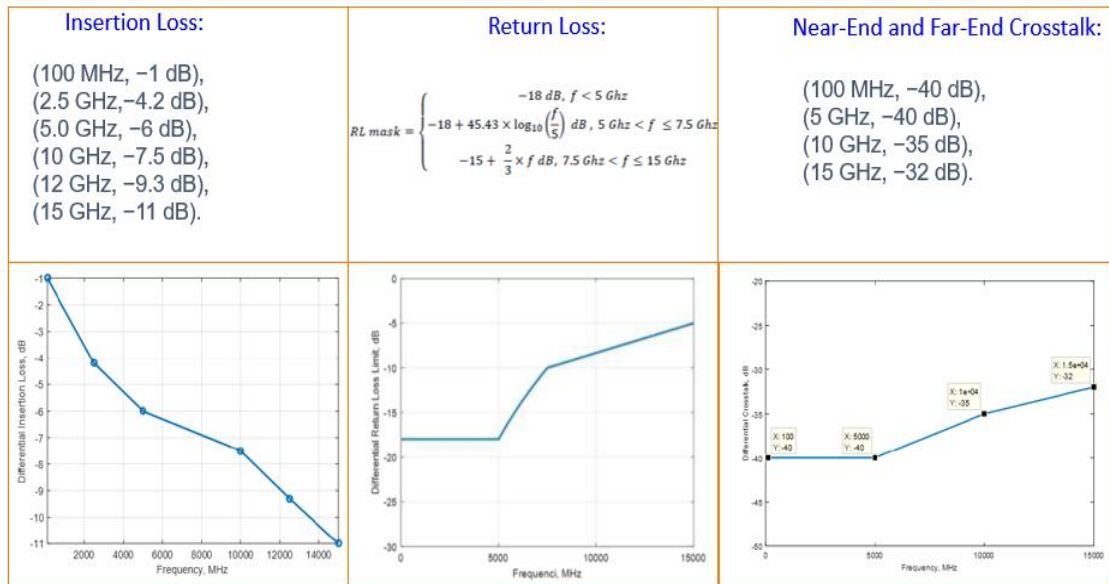 Insertion Loss:
(100 MHz, −1 dB),
(2.5 GHz,−4.2 dB),
(5.0 GHz, −6 dB),
(10 GHz, −7.5 dB),
(12 GHz, −9.3 dB),
(15 GHz, −11 dB).
Return Loss:
−18 dB, f < 5 Ghz
RL mask = { −18 + 45.43 × log10(f/5) dB , 5 Ghz < f ≤ 7.5 Ghz
−15 + 2/3 × f dB, 7.5 Ghz < f ≤ 15 Ghz
Near-End and Far-End Crosstalk:
(100 MHz, −40 dB),
(5 GHz, −40 dB),
(10 GHz, −35 dB),
(15 GHz, −32 dB).
Differential Insertion Loss, dB
-1
-2
-3
-4
-5
-6
-7
-8
-9
-10
-11
2000 4000 6000 8000 10000 12000 14000
Frequency, MHz
Differential Return Loss Limit, dB
0
-5
-10
-15
-20
-25
-30
0 5000 10000 15000
Frequenci, MHz
Differential Crosstalk, dB
-20
-30
-40
-50
X: 100
Y: -40
X: 5000
Y: -40
X: 1e+04
Y: -35
X: 1.5e+04
Y: -32
0 5000 10000 15000
Frequency, MHz